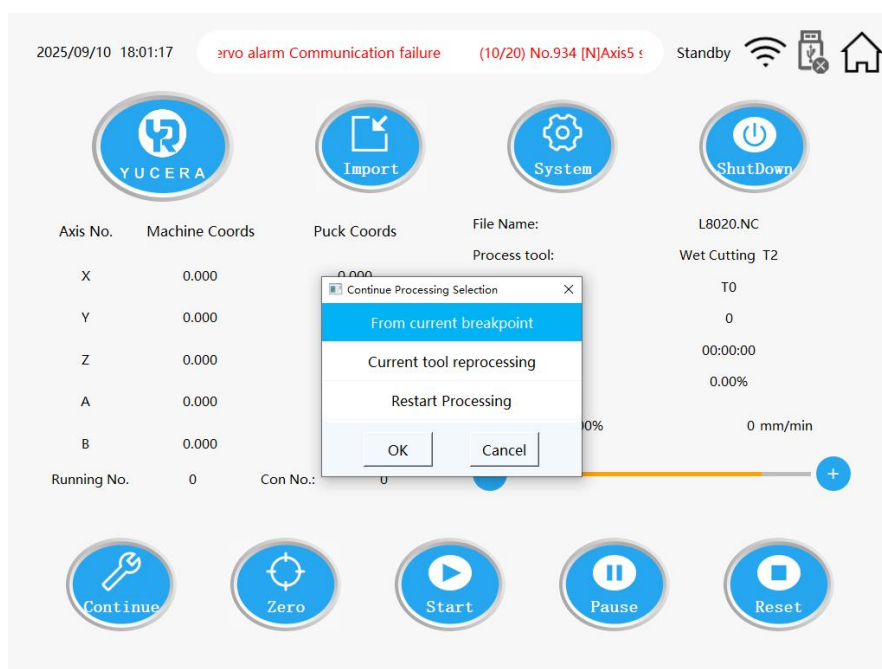 2025/09/10 18:01:17 ervo alarm Communication failure (10/20) No.934 [N]Axis5 s Standby
YUCERA Import System ShutDown
Axis No. Machine Coords Puck Coords
File Name: L8020.NC
Process tool: Wet Cutting T2
X 0.000 0.000
T0
Y 0.000
0
Z 0.000
00:00:00
0.00%
A 0.000
0% 0 mm/min
B 0.000
Running No. 0 Con No.: 0
Continue Processing Selection
From current breakpoint
Current tool reprocessing
Restart Processing
OK Cancel
Continue Zero Start Pause Reset